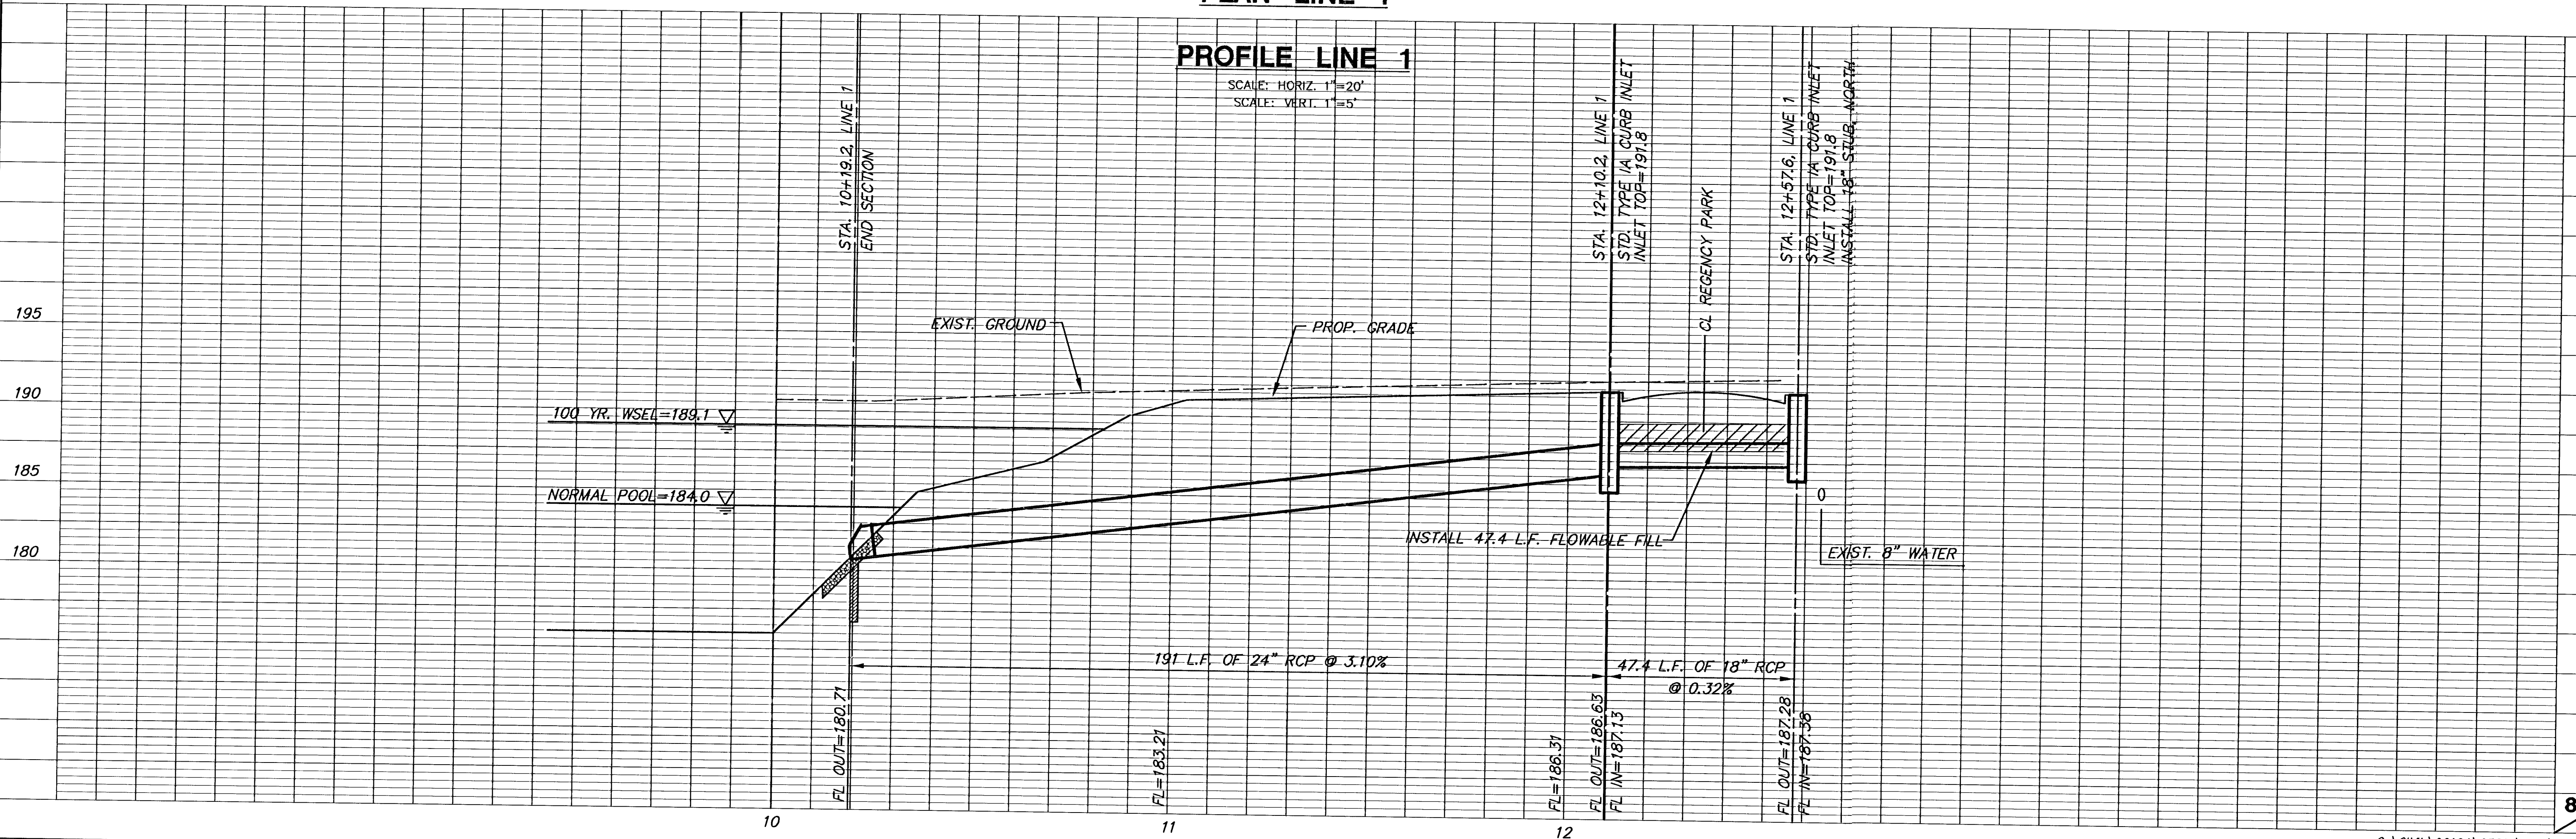 PLAN LINE 1
PROFILE LINE 1
SCALE: HORIZ. 1"=20'
SCALE: VERT. 1"=5'
STA. 10+19.2, LINE 1
END SECTION
STA. 12+10.2, LINE 1
STD. TYPE IA CURB INLET
INLET TOP=191.8
CL REGENCY PARK
STA. 12+57.6, LINE 1
STD. TYPE IA CURB INLET
INLET TOP=191.8
INSTALL 18" STUB, NORTH
195
190
185
180
EXIST. GROUND
PROP. GRADE
100 YR. WSEL=189.1
NORMAL POOL=184.0
INSTALL 47.4 L.F. FLOWABLE FILL
EXIST. 8" WATER
191 L.F. OF 24" RCP @ 3.10%
47.4 L.F. OF 18" RCP
@ 0.32%
FL OUT=180.71
FL=183.21
FL=186.31
FL OUT=186.63
FL IN=187.13
FL OUT=187.28
FL IN=187.38
10
11
12
8